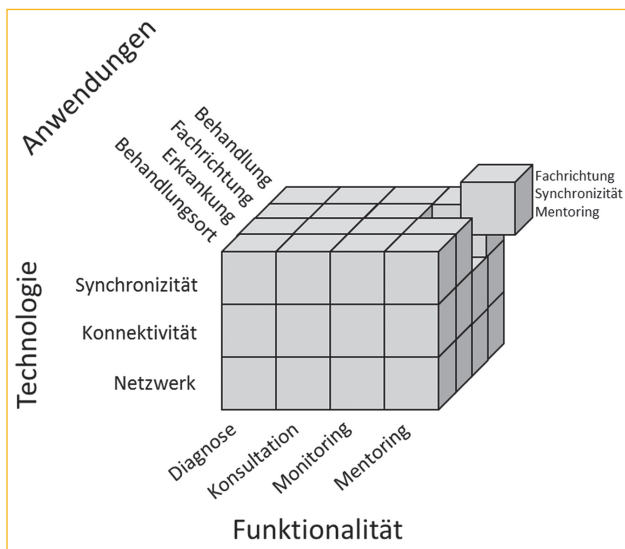 Anwendungen
Behandlung
Fachrichtung
Erkrankung
Behandlungsort
Fachrichtung
Synchronizität
Mentoring
Technologie
Synchronizität
Konnektivität
Netzwerk
Diagnose
Konsultation
Monitoring
Mentoring
Funktionalität